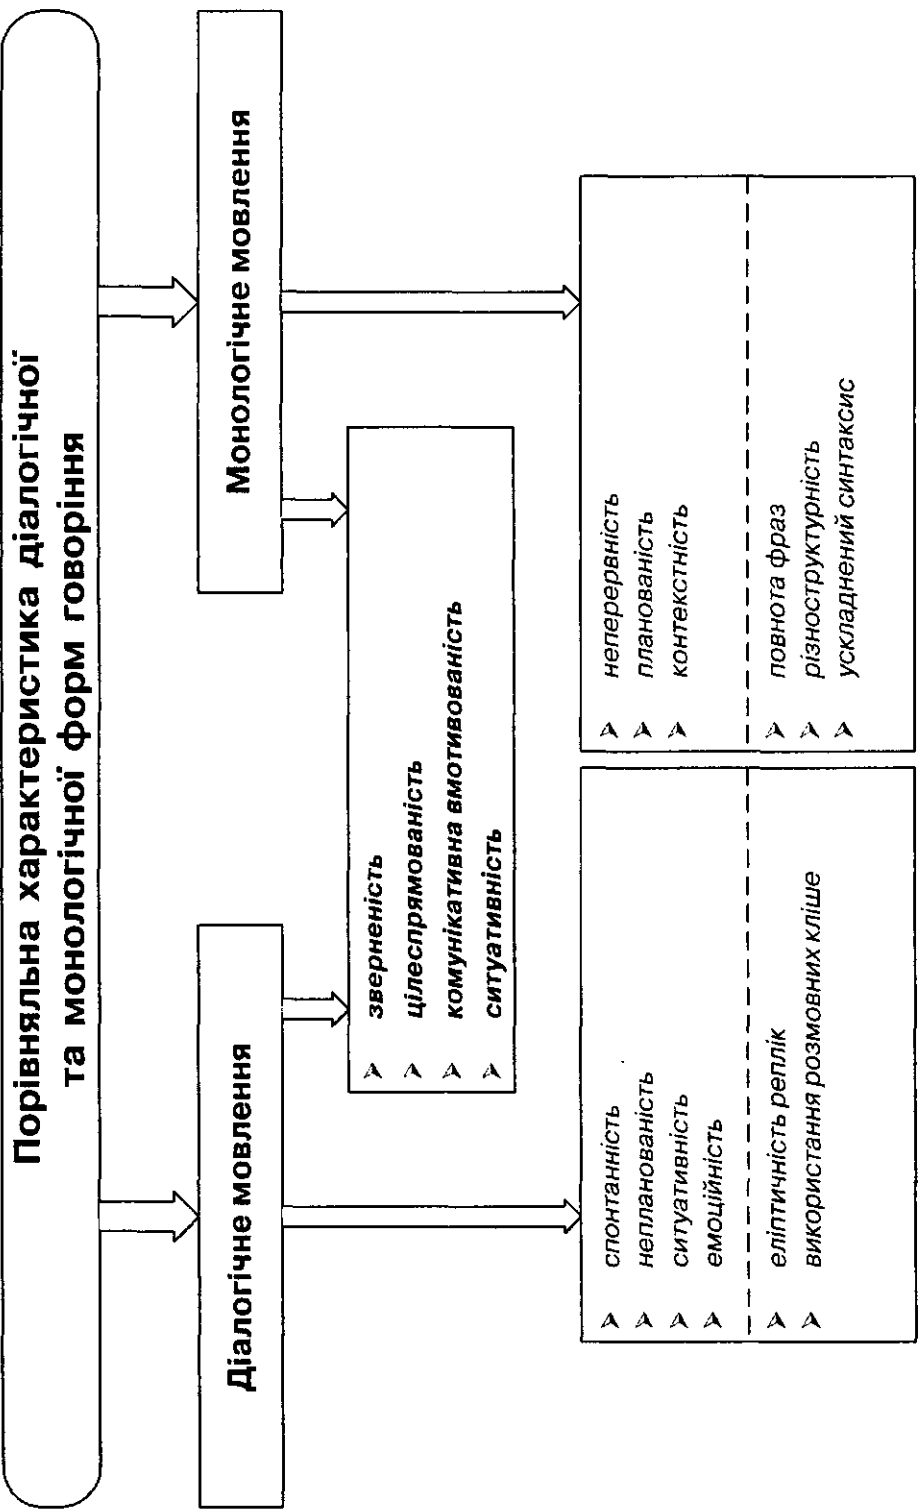 Порівняльна характеристика діалогічної
та монологічної форм говоріння
Діалогічне мовлення
Монологічне мовлення
зверненість
цілеспрямованість
комунікативна вмотивованість
ситуативність
спонтанність
непланованість
ситуативність
емоційність
еліптичність реплік
використання розмовних кліше
неперервність
планованість
контекстність
повнота фраз
різноструктурність
ускладнений синтаксис